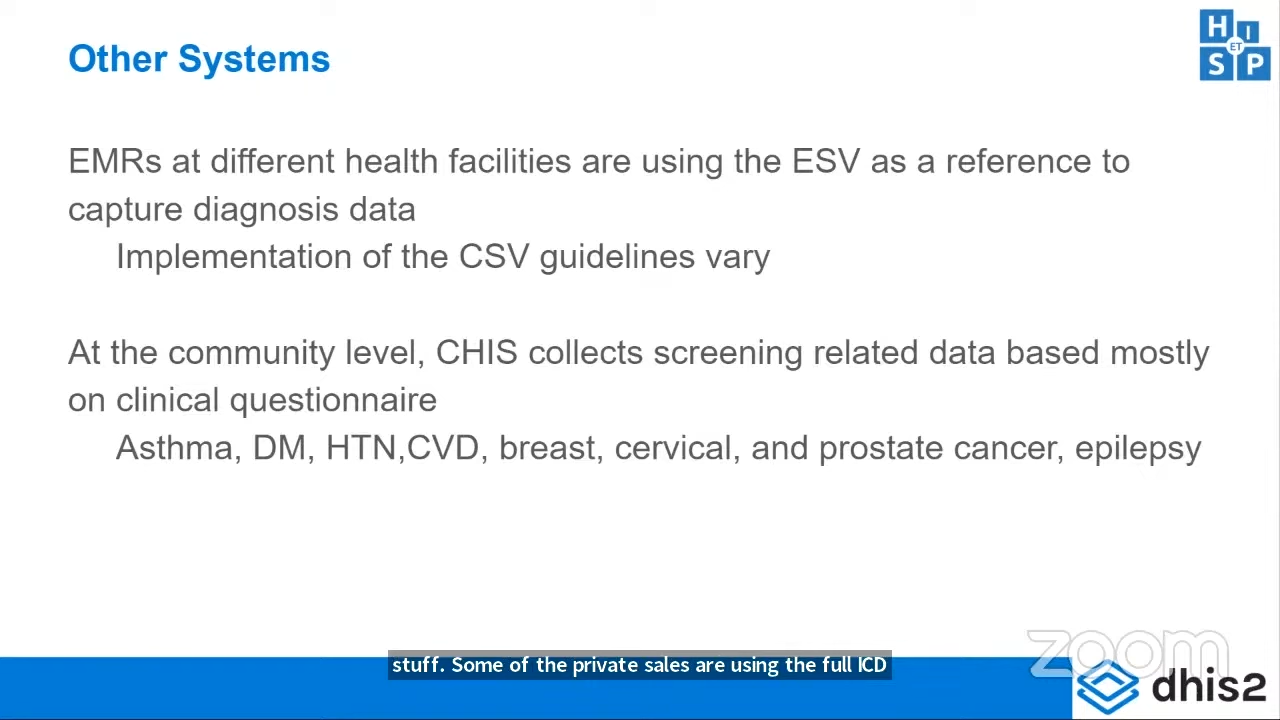 Other Systems
H I
ET
S P
EMRs at different health facilities are using the ESV as a reference to
capture diagnosis data
Implementation of the CSV guidelines vary
At the community level, CHIS collects screening related data based mostly
on clinical questionnaire
Asthma, DM, HTN,CVD, breast, cervical, and prostate cancer, epilepsy
zoom
stuff. Some of the private sales are using the full ICD
dhis2